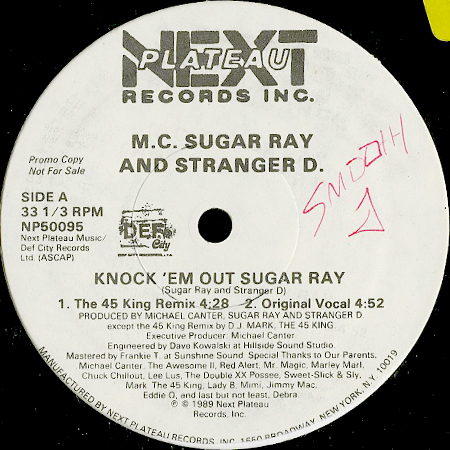 NEXT
PLATEAU
RECORDS INC.
M.C. SUGAR RAY
AND STRANGER D.
Promo Copy
Not For Sale
SMOOTH
SIDE A
33 1/3 RPM
NP50095
Next Plateau Music/
Def City Records
Ltd. (ASCAP)
DEF
City
DEF CITY RECORDS, LTD.
KNOCK 'EM OUT SUGAR RAY
(Sugar Ray and Stranger D)
1. The 45 King Remix 4:28 2. Original Vocal 4:52
PRODUCED BY MICHAEL CANTER, SUGAR RAY AND STRANGER D.
except the 45 King Remix by D.J. MARK, THE 45 KING.
Executive Producer: Michael Canter
Engineered by Dave Kowalski at Hillside Sound Studio.
Mastered by Frankie T. at Sunshine Sound. Special Thanks to Our Parents,
Michael Canter, The Awesome II, Red Alert, Mr. Magic, Marley Marl,
Chuck Chillout, Lee Lus, The Double XX Possee, Sweet-Slick & Sly,
Mark The 45 King, Lady B, Mimi, Jimmy Mac,
Eddie O, and last but not least, Debra.
℗ © 1989 Next Plateau
Records, Inc.
MANUFACTURED BY NEXT PLATEAU RECORDS, INC. 1650 BROADWAY, NEW YORK, N.Y. 10019